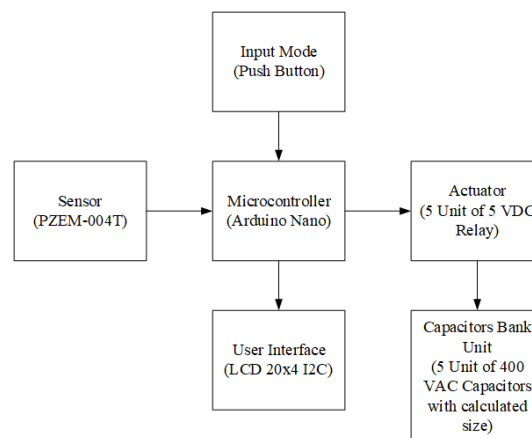 Input Mode
(Push Button)
Sensor
(PZEM-004T)
Microcontroller
(Arduino Nano)
Actuator
(5 Unit of 5 VDC
Relay)
User Interface
(LCD 20x4 I2C)
Capacitors Bank
Unit
(5 Unit of 400
VAC Capacitors
with calculated
size)